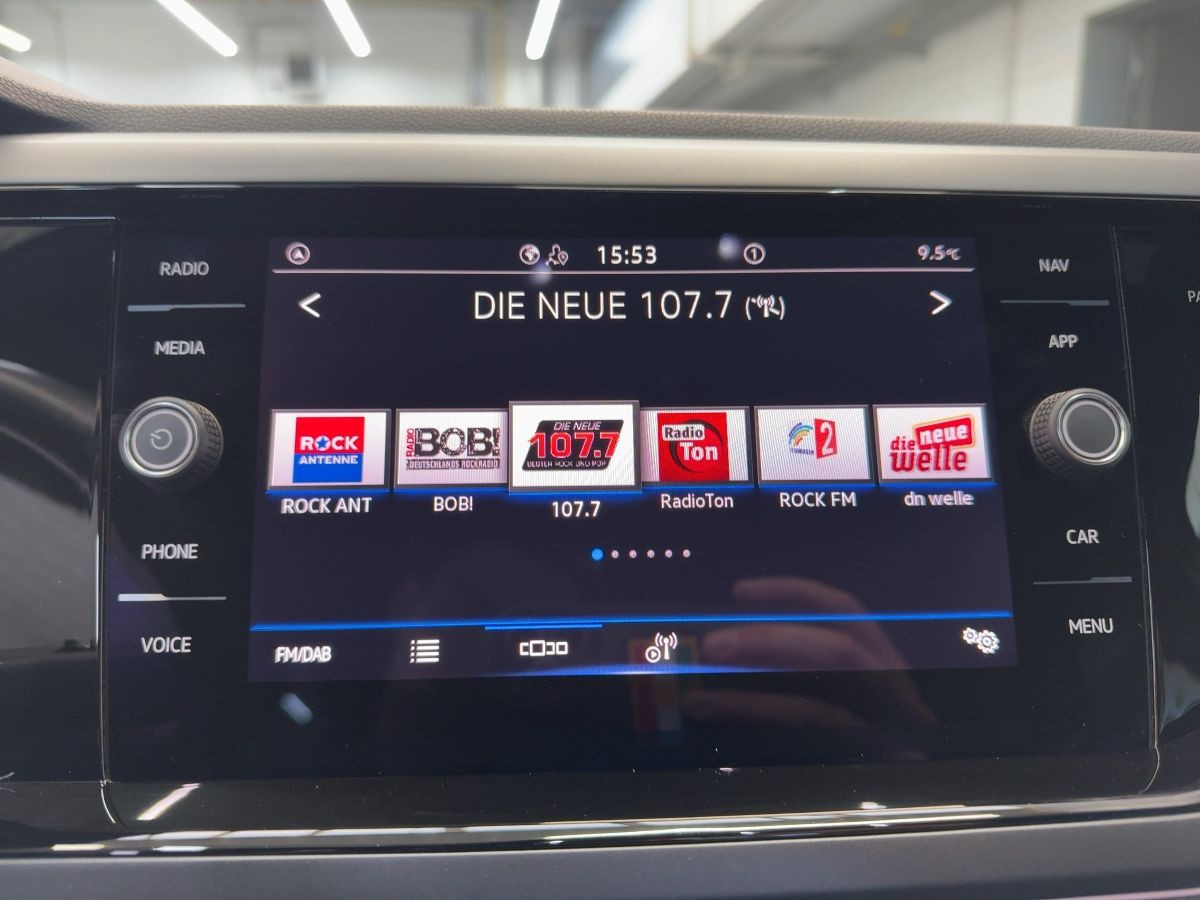 RADIO
MEDIA
PHONE
VOICE
15:53
1
9.5°C
< DIE NEUE 107.7 >
ROCK
ANTENNE
ROCK ANT
RADIO
BOB!
DEUTSCHLANDS ROCKRADIO
BOB!
DIE NEUE
107.7
107.7
Radio
Ton
RadioTon
2
ROCK FM
die neue
welle
dn welle
FM/DAB
NAV
APP
CAR
MENU
PA